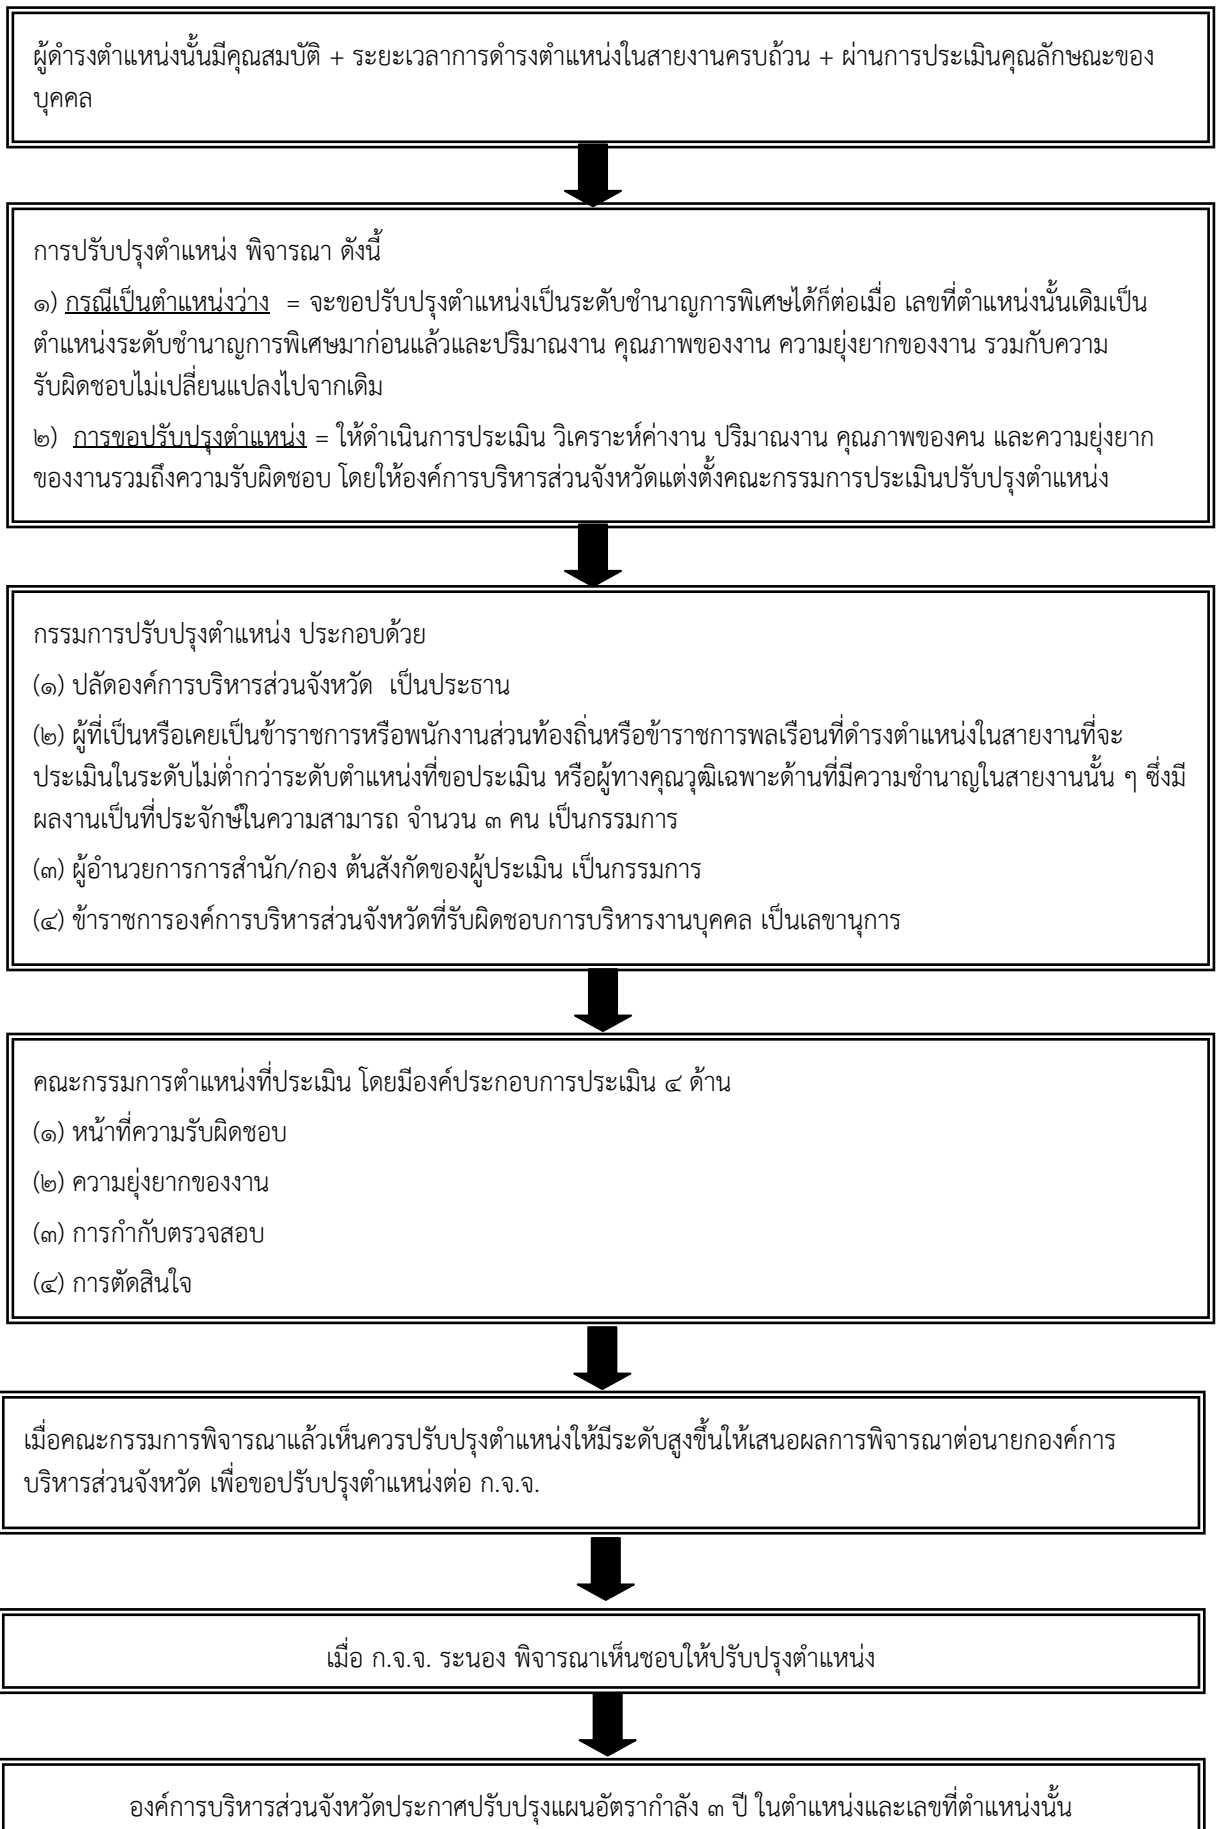 ผู้ดำรงตำแหน่งนั้นมีคุณสมบัติ + ระยะเวลาการดำรงตำแหน่งในสายงานครบถ้วน + ผ่านการประเมินคุณลักษณะของ
บุคคล
การปรับปรุงตำแหน่ง พิจารณา ดังนี้
๑) กรณีเป็นตำแหน่งว่าง = จะขอปรับปรุงตำแหน่งเป็นระดับชำนาญการพิเศษได้ก็ต่อเมื่อ เลขที่ตำแหน่งนั้นเดิมเป็น
ตำแหน่งระดับชำนาญการพิเศษมาก่อนแล้วและปริมาณงาน คุณภาพของงาน ความยุ่งยากของงาน รวมกับความ
รับผิดชอบไม่เปลี่ยนแปลงไปจากเดิม
๒) การขอปรับปรุงตำแหน่ง = ให้ดำเนินการประเมิน วิเคราะห์ค่างาน ปริมาณงาน คุณภาพของคน และความยุ่งยาก
ของงานรวมถึงความรับผิดชอบ โดยให้องค์การบริหารส่วนจังหวัดแต่งตั้งคณะกรรมการประเมินปรับปรุงตำแหน่ง
กรรมการปรับปรุงตำแหน่ง ประกอบด้วย
(๑) ปลัดองค์การบริหารส่วนจังหวัด เป็นประธาน
(๒) ผู้ที่เป็นหรือเคยเป็นข้าราชการหรือพนักงานส่วนท้องถิ่นหรือข้าราชการพลเรือนที่ดำรงตำแหน่งในสายงานที่จะ
ประเมินในระดับไม่ต่ำกว่าระดับตำแหน่งที่ขอประเมิน หรือผู้ทางคุณวุฒิเฉพาะด้านที่มีความชำนาญในสายงานนั้น ๆ ซึ่งมี
ผลงานเป็นที่ประจักษ์ในความสามารถ จำนวน ๓ คน เป็นกรรมการ
(๓) ผู้อำนวยการการสำนัก/กอง ต้นสังกัดของผู้ประเมิน เป็นกรรมการ
(๔) ข้าราชการองค์การบริหารส่วนจังหวัดที่รับผิดชอบการบริหารงานบุคคล เป็นเลขานุการ
คณะกรรมการตำแหน่งที่ประเมิน โดยมีองค์ประกอบการประเมิน ๔ ด้าน
(๑) หน้าที่ความรับผิดชอบ
(๒) ความยุ่งยากของงาน
(๓) การกำกับตรวจสอบ
(๔) การตัดสินใจ
เมื่อคณะกรรมการพิจารณาแล้วเห็นควรปรับปรุงตำแหน่งให้มีระดับสูงขึ้นให้เสนอผลการพิจารณาต่อนายกองค์การ
บริหารส่วนจังหวัด เพื่อขอปรับปรุงตำแหน่งต่อ ก.จ.จ.
เมื่อ ก.จ.จ. ระนอง พิจารณาเห็นชอบให้ปรับปรุงตำแหน่ง
องค์การบริหารส่วนจังหวัดประกาศปรับปรุงแผนอัตรากำลัง ๓ ปี ในตำแหน่งและเลขที่ตำแหน่งนั้น